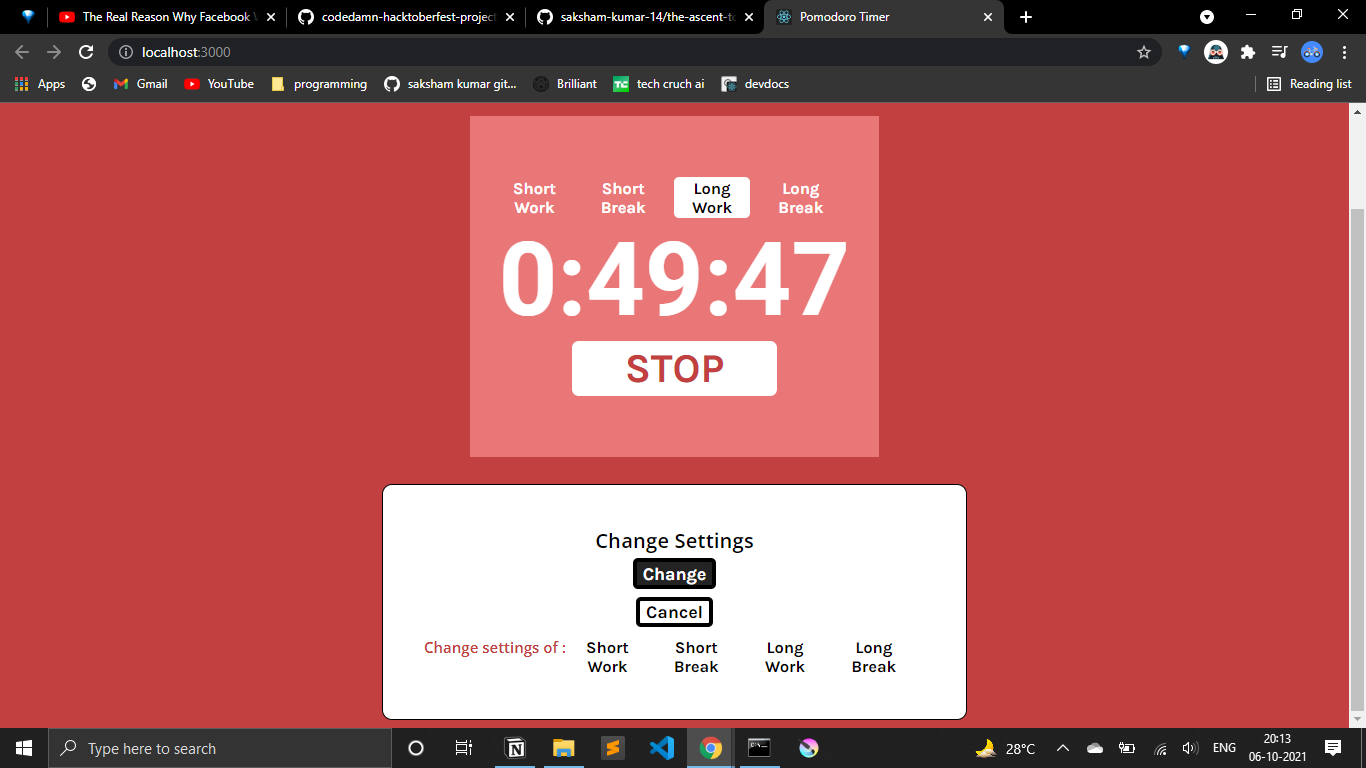 The Real Reason Why Facebook
codedamn-hacktoberfest-project
saksham-kumar-14/the-ascent-to
Pomodoro Timer
localhost:3000
Apps
Gmail
YouTube
programming
saksham kumar git...
Brilliant
tech cruch ai
devdocs
Reading list
Short Work
Short Break
Long Work
Long Break
0:49:47
STOP
Change Settings
Change
Cancel
Change settings of :
Short Work
Short Break
Long Work
Long Break
Type here to search
28°C
ENG
20:13
06-10-2021